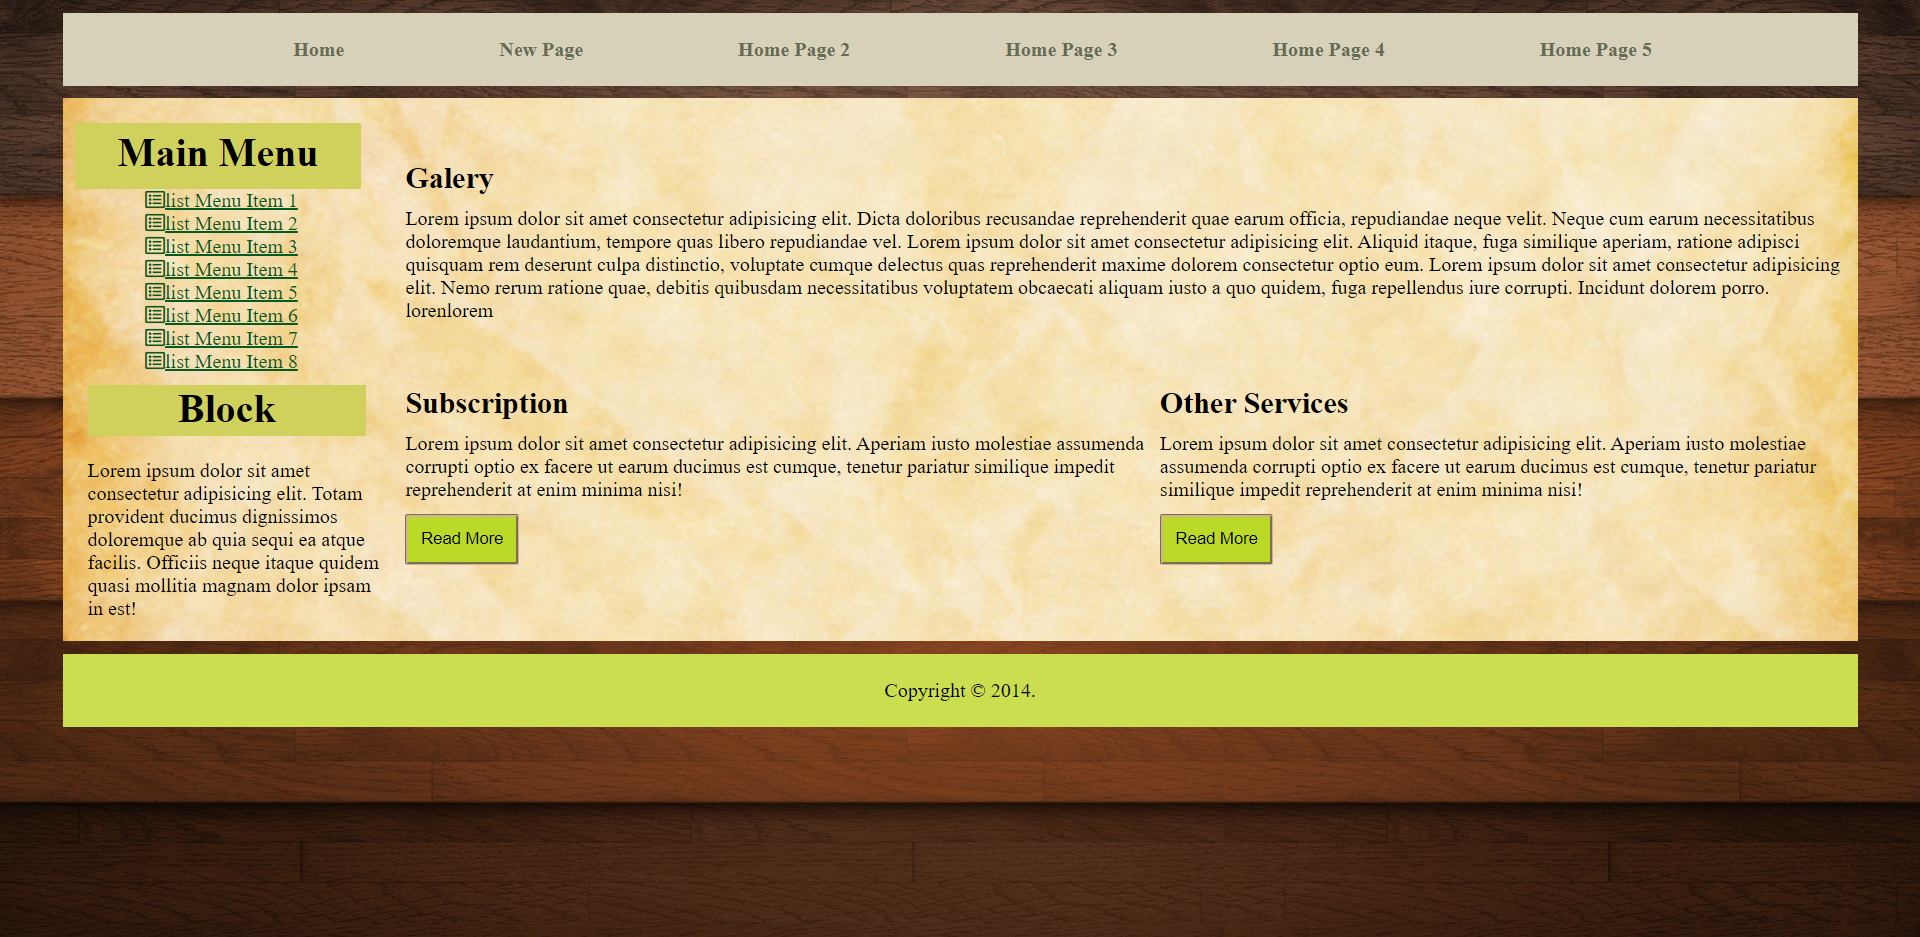 Home New Page Home Page 2 Home Page 3 Home Page 4 Home Page 5
Main Menu
list Menu Item 1
list Menu Item 2
list Menu Item 3
list Menu Item 4
list Menu Item 5
list Menu Item 6
list Menu Item 7
list Menu Item 8
Block
Lorem ipsum dolor sit amet
consectetur adipisicing elit. Totam
provident ducimus dignissimos
doloremque ab quia sequi ea atque
facilis. Officiis neque itaque quidem
quasi mollitia magnam dolor ipsam
in est!
Galery
Lorem ipsum dolor sit amet consectetur adipisicing elit. Dicta doloribus recusandae reprehenderit quae earum officia, repudiandae neque velit. Neque cum earum necessitatibus
doloremque laudantium, tempore quas libero repudiandae vel. Lorem ipsum dolor sit amet consectetur adipisicing elit. Aliquid itaque, fuga similique aperiam, ratione adipisci
quisquam rem deserunt culpa distinctio, voluptate cumque delectus quas reprehenderit maxime dolorem consectetur optio eum. Lorem ipsum dolor sit amet consectetur adipisicing
elit. Nemo rerum ratione quae, debitis quibusdam necessitatibus voluptatem obcaecati aliquam iusto a quo quidem, fuga repellendus iure corrupti. Incidunt dolorem porro.
lorenlorem
Subscription
Lorem ipsum dolor sit amet consectetur adipisicing elit. Aperiam iusto molestiae assumenda
corrupti optio ex facere ut earum ducimus est cumque, tenetur pariatur similique impedit
reprehenderit at enim minima nisi!
Read More
Other Services
Lorem ipsum dolor sit amet consectetur adipisicing elit. Aperiam iusto molestiae
assumenda corrupti optio ex facere ut earum ducimus est cumque, tenetur pariatur
similique impedit reprehenderit at enim minima nisi!
Read More
Copyright © 2014.